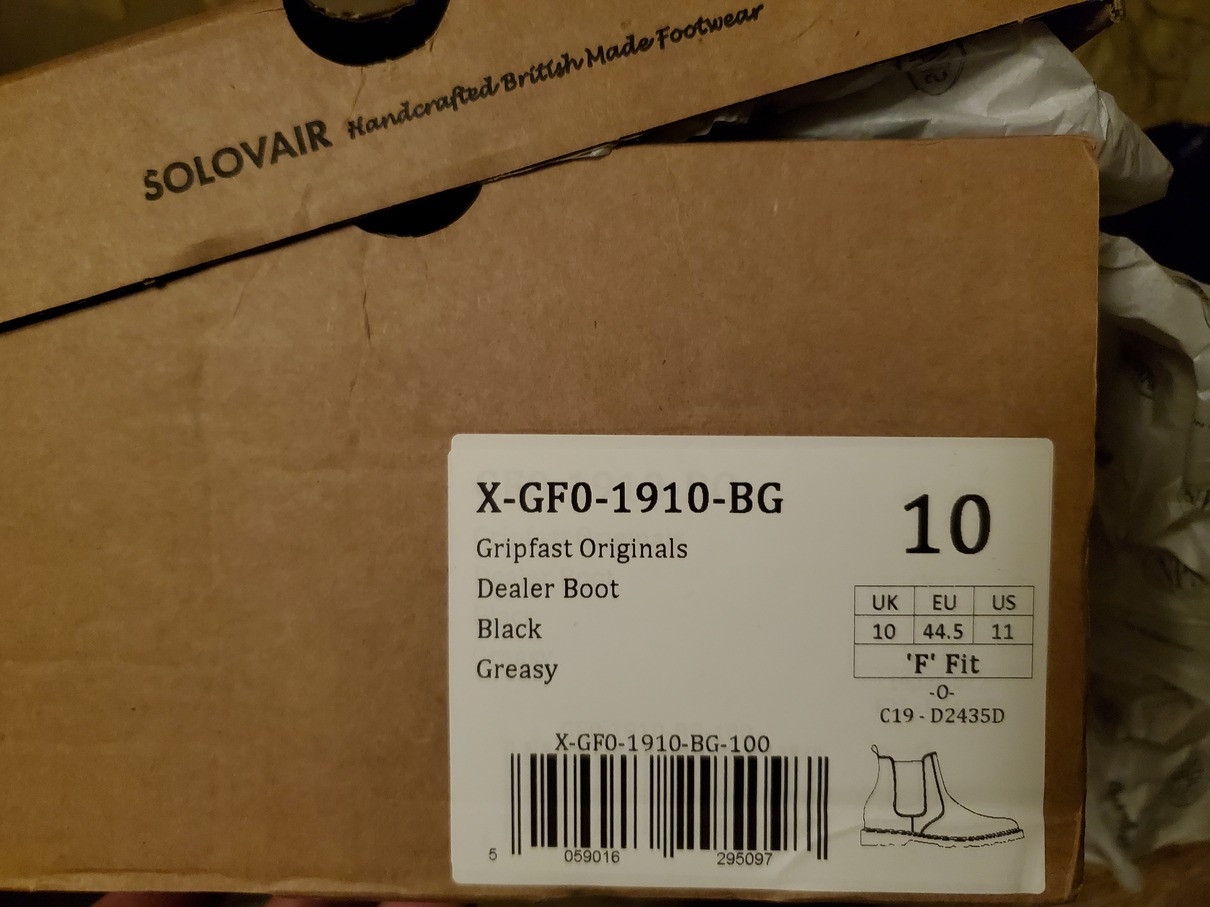 SOLOVAIR Handcrafted British Made Footwear
X-GF0-1910-BG
Gripfast Originals
Dealer Boot
Black
Greasy
10
UK EU US
10 44.5 11
'F' Fit
-O-
C19 - D2435D
X-GF0-1910-BG-100
5 059016 295097